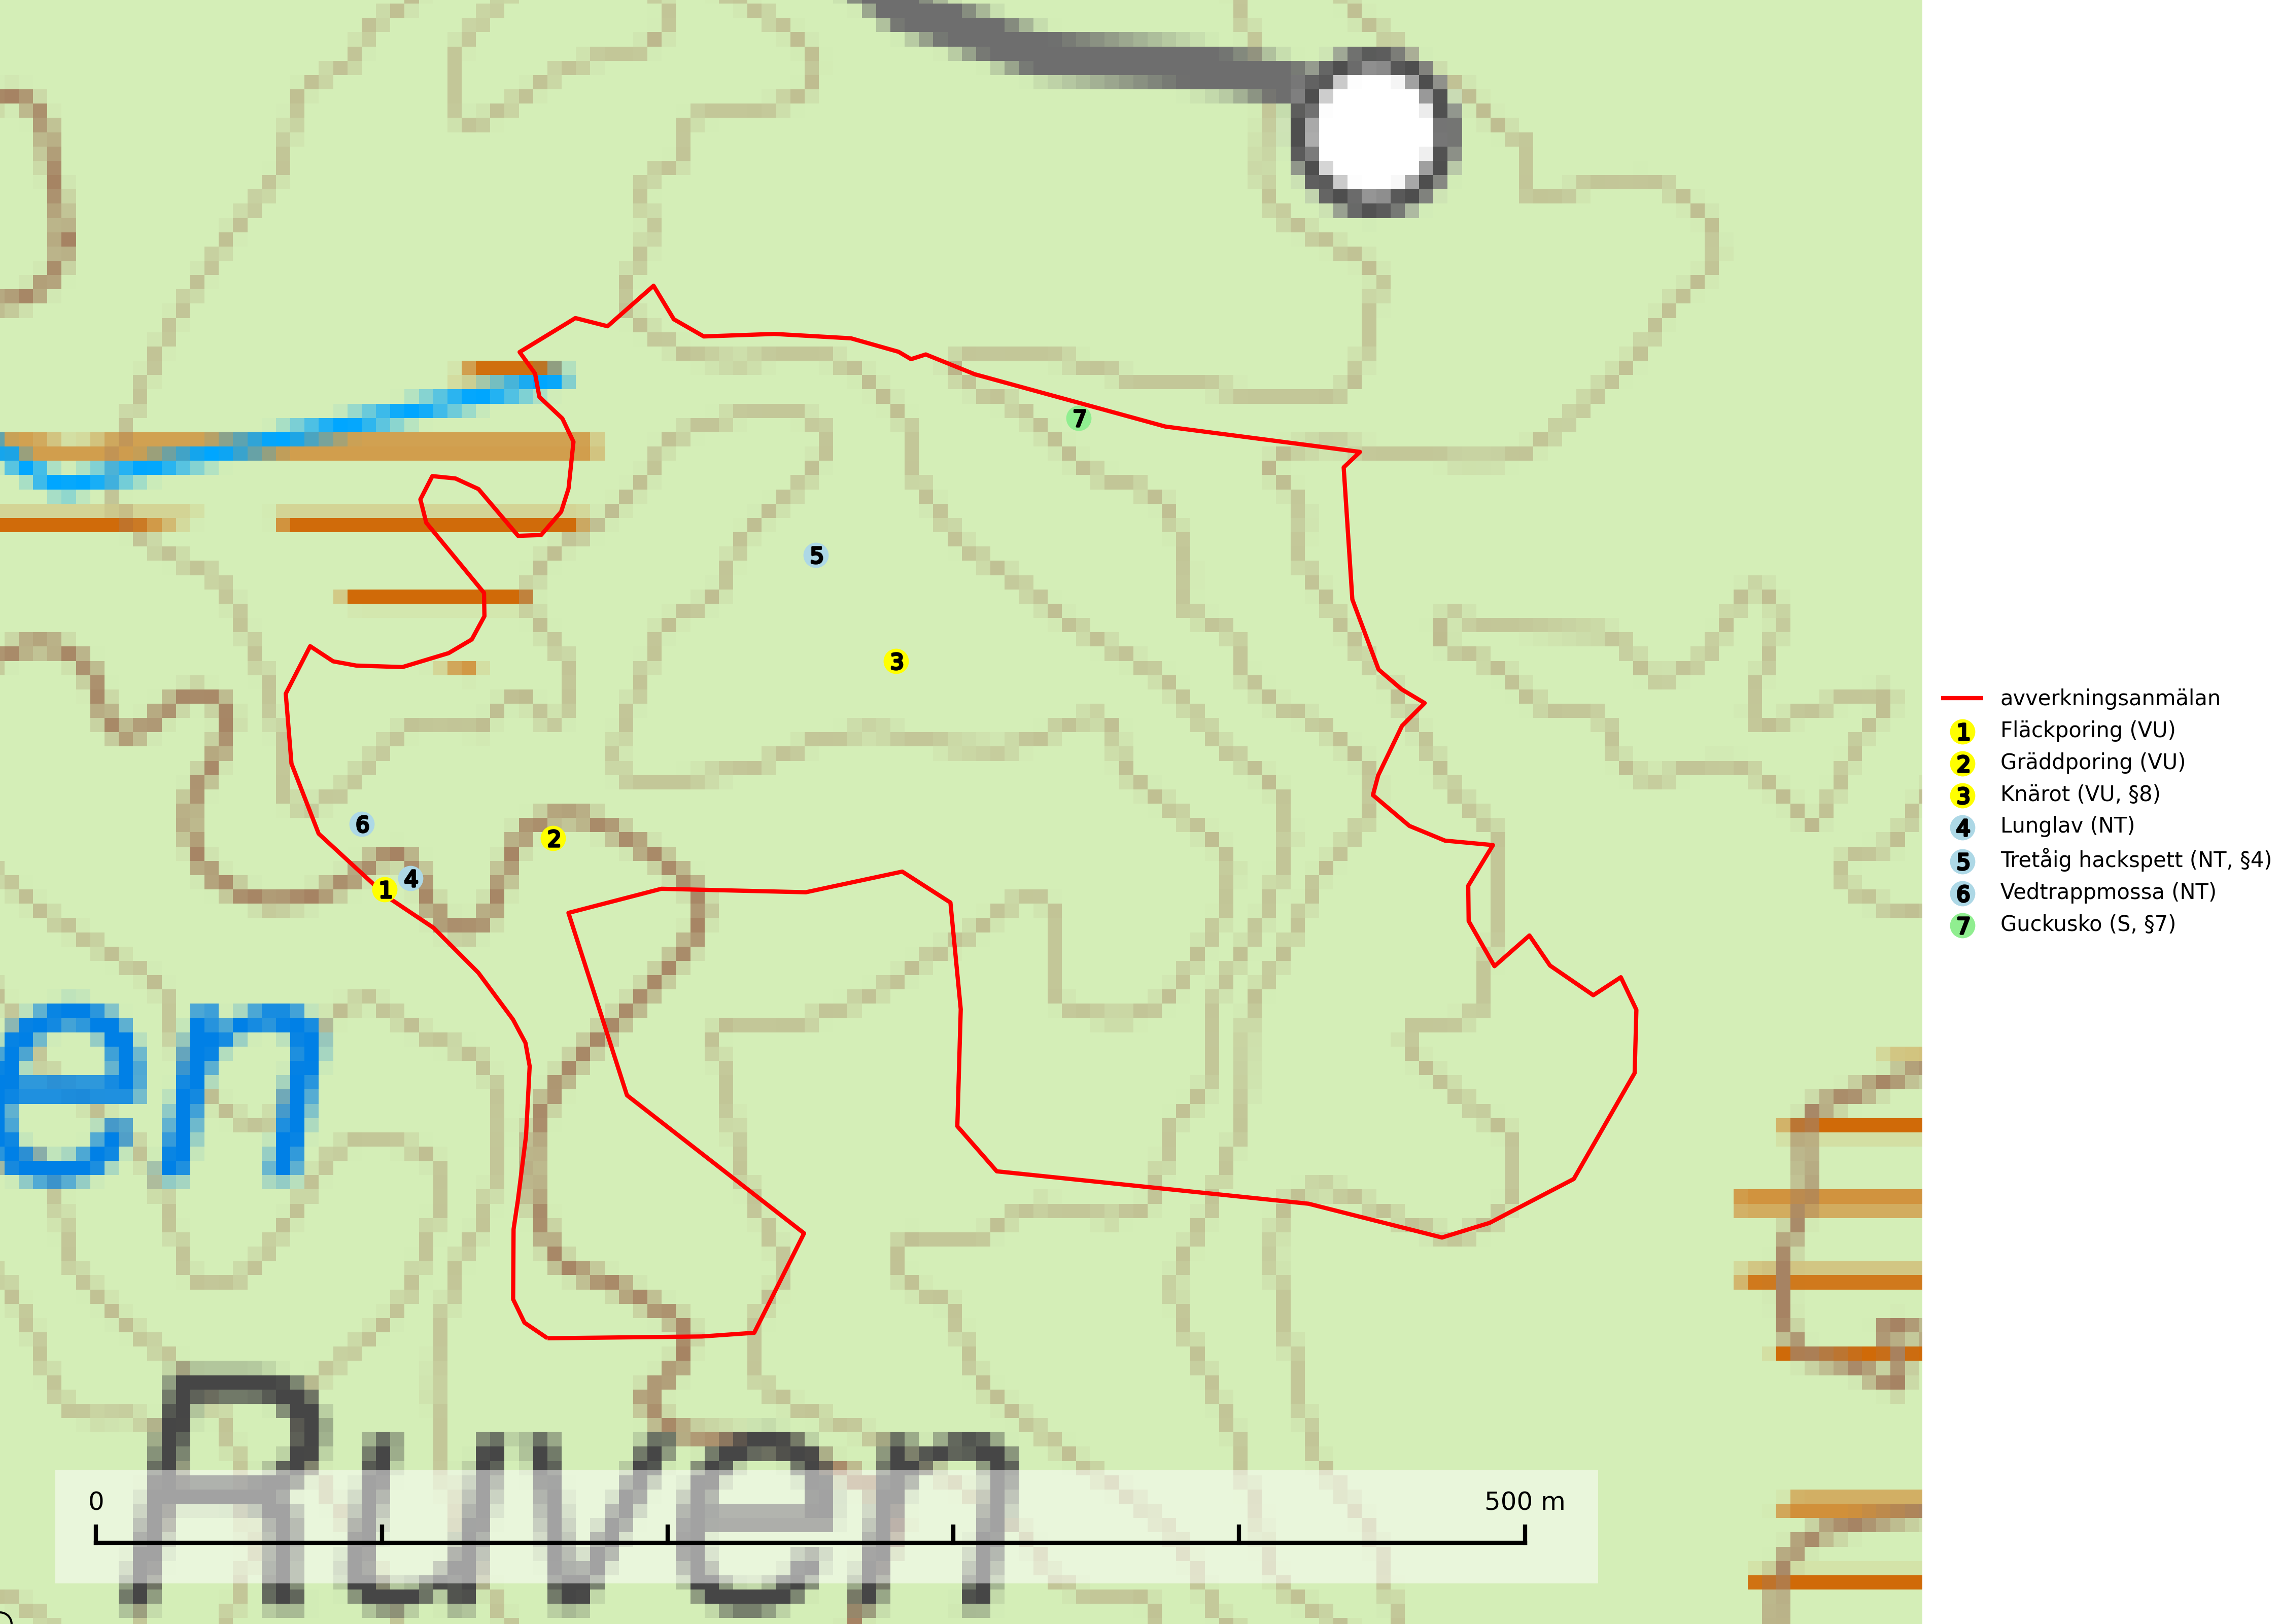 7
5
3
6
2
4
1
en
Ruven
0
500 m
avverkningsanmälan
1 Fläckporing (VU)
2 Gräddporing (VU)
3 Knärot (VU, §8)
4 Lunglav (NT)
5 Tretåig hackspett (NT, §4)
6 Vedtrappmossa (NT)
7 Guckusko (S, §7)